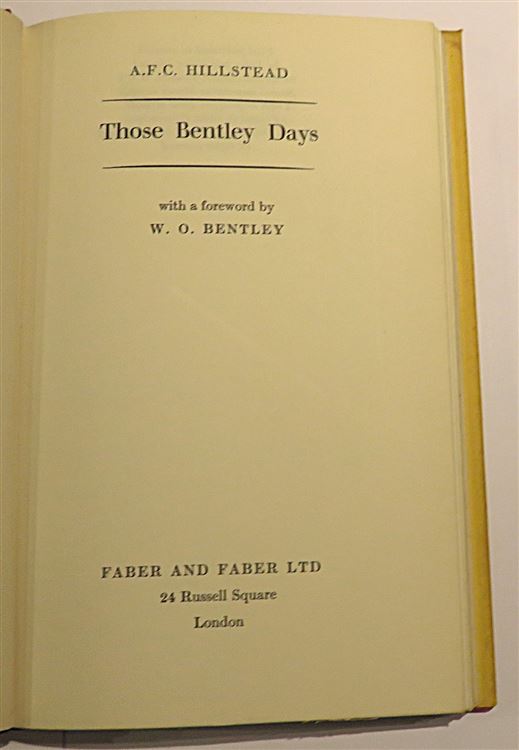 A.F.C. HILLSTEAD
Those Bentley Days
with a foreword by
W. O. BENTLEY
FABER AND FABER LTD
24 Russell Square
London